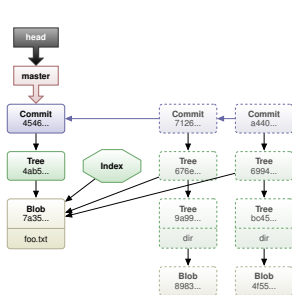 head
master
Commit
4546...
Commit
7126...
Commit
a440...
Tree
4ab5...
Index
Tree
676e...
Tree
6994...
Blob
7a35...
foo.txt
Tree
9a99...
dir
Tree
bc45...
dir
Blob
8983...
Blob
4f55...